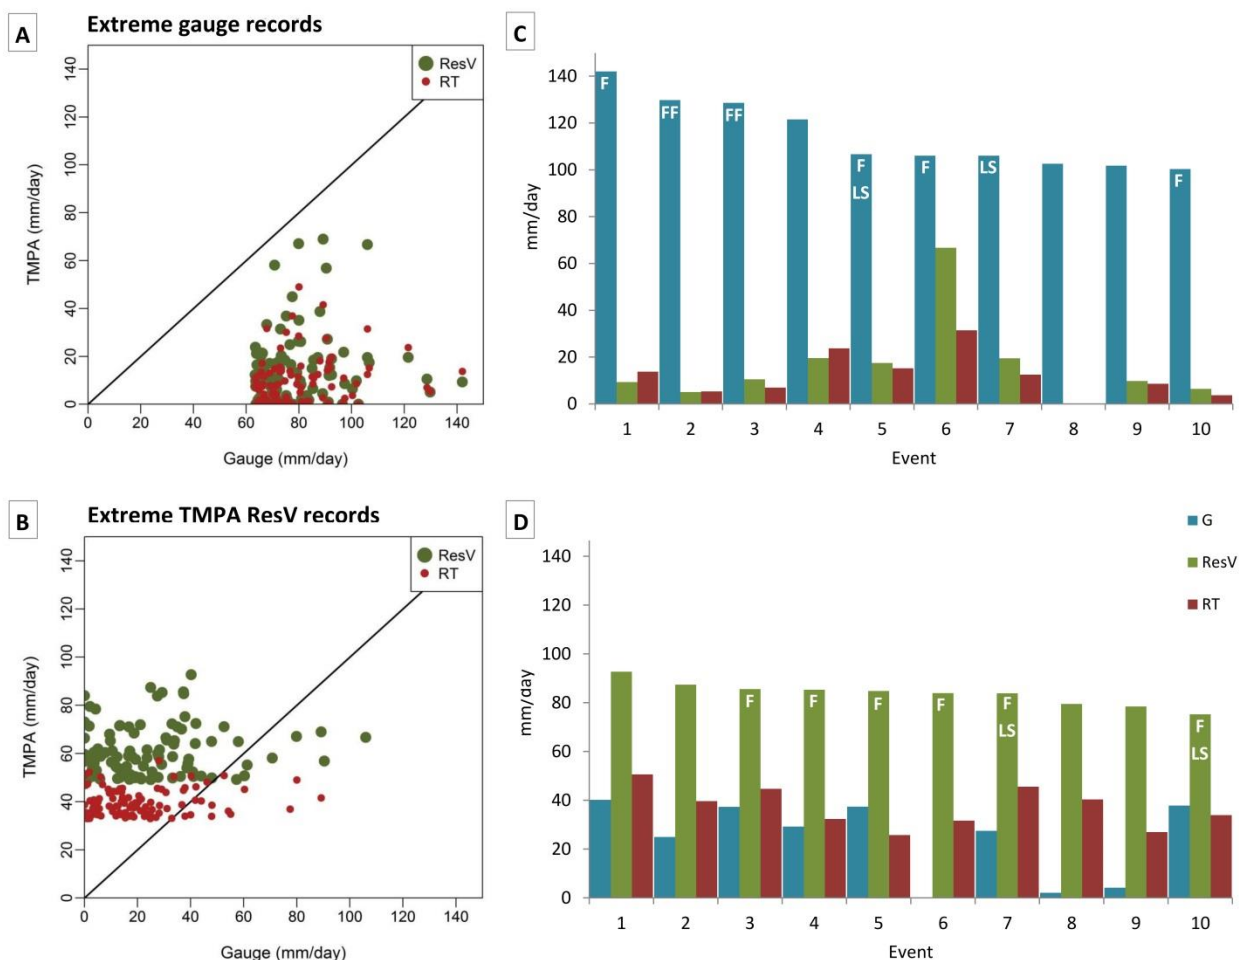 A
Extreme gauge records
ResV
RT
TMPA (mm/day)
0 20 40 60 80 100 120 140
0 20 40 60 80 100 120 140
Gauge (mm/day)
C
mm/day
140
120
100
80
60
40
20
0
F
FF
FF
F
LS
F
LS
F
1 2 3 4 5 6 7 8 9 10
Event
B
Extreme TMPA ResV records
ResV
RT
TMPA (mm/day)
0 20 40 60 80 100 120 140
0 20 40 60 80 100 120 140
Gauge (mm/day)
D
G
ResV
RT
mm/day
140
120
100
80
60
40
20
0
F
F
F
F
F
LS
F
LS
1 2 3 4 5 6 7 8 9 10
Event